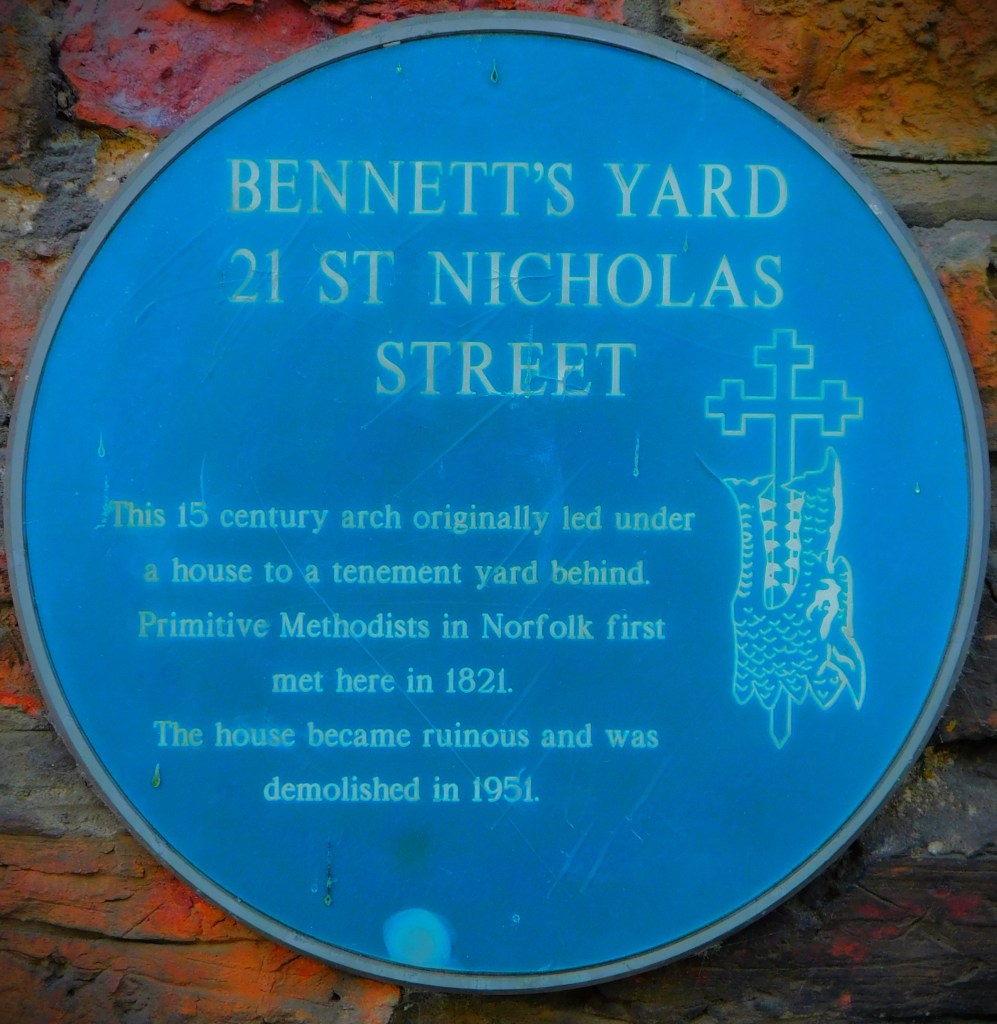 BENNETT'S YARD
21 ST NICHOLAS
STREET
This 15 century arch originally led under
a house to a tenement yard behind.
Primitive Methodists in Norfolk first
met here in 1821.
The house became ruinous and was
demolished in 1951.